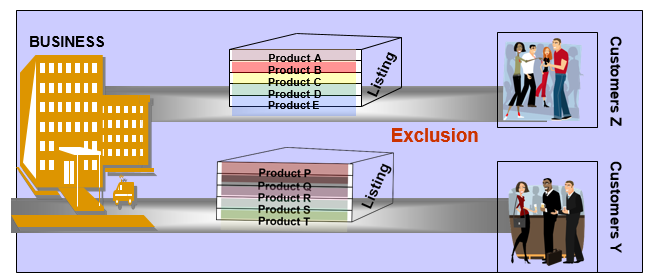 BUSINESS
Product A
Product B
Product C
Product D
Product E
Listing
Customers Z
Exclusion
Product P
Product Q
Product R
Product S
Product T
Listing
Customers Y